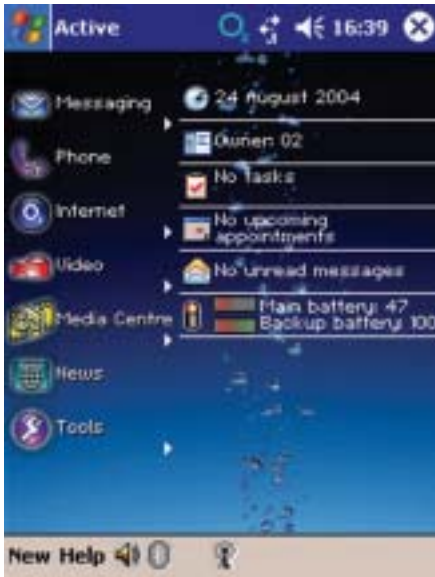 Active 16:39
Messaging
Phone
Internet
Video
Media Centre
News
Tools
24 August 2004
Owner: O2
No tasks
No upcoming
appointments
No unread messages
Main battery: 47
Backup battery: 100
New Help